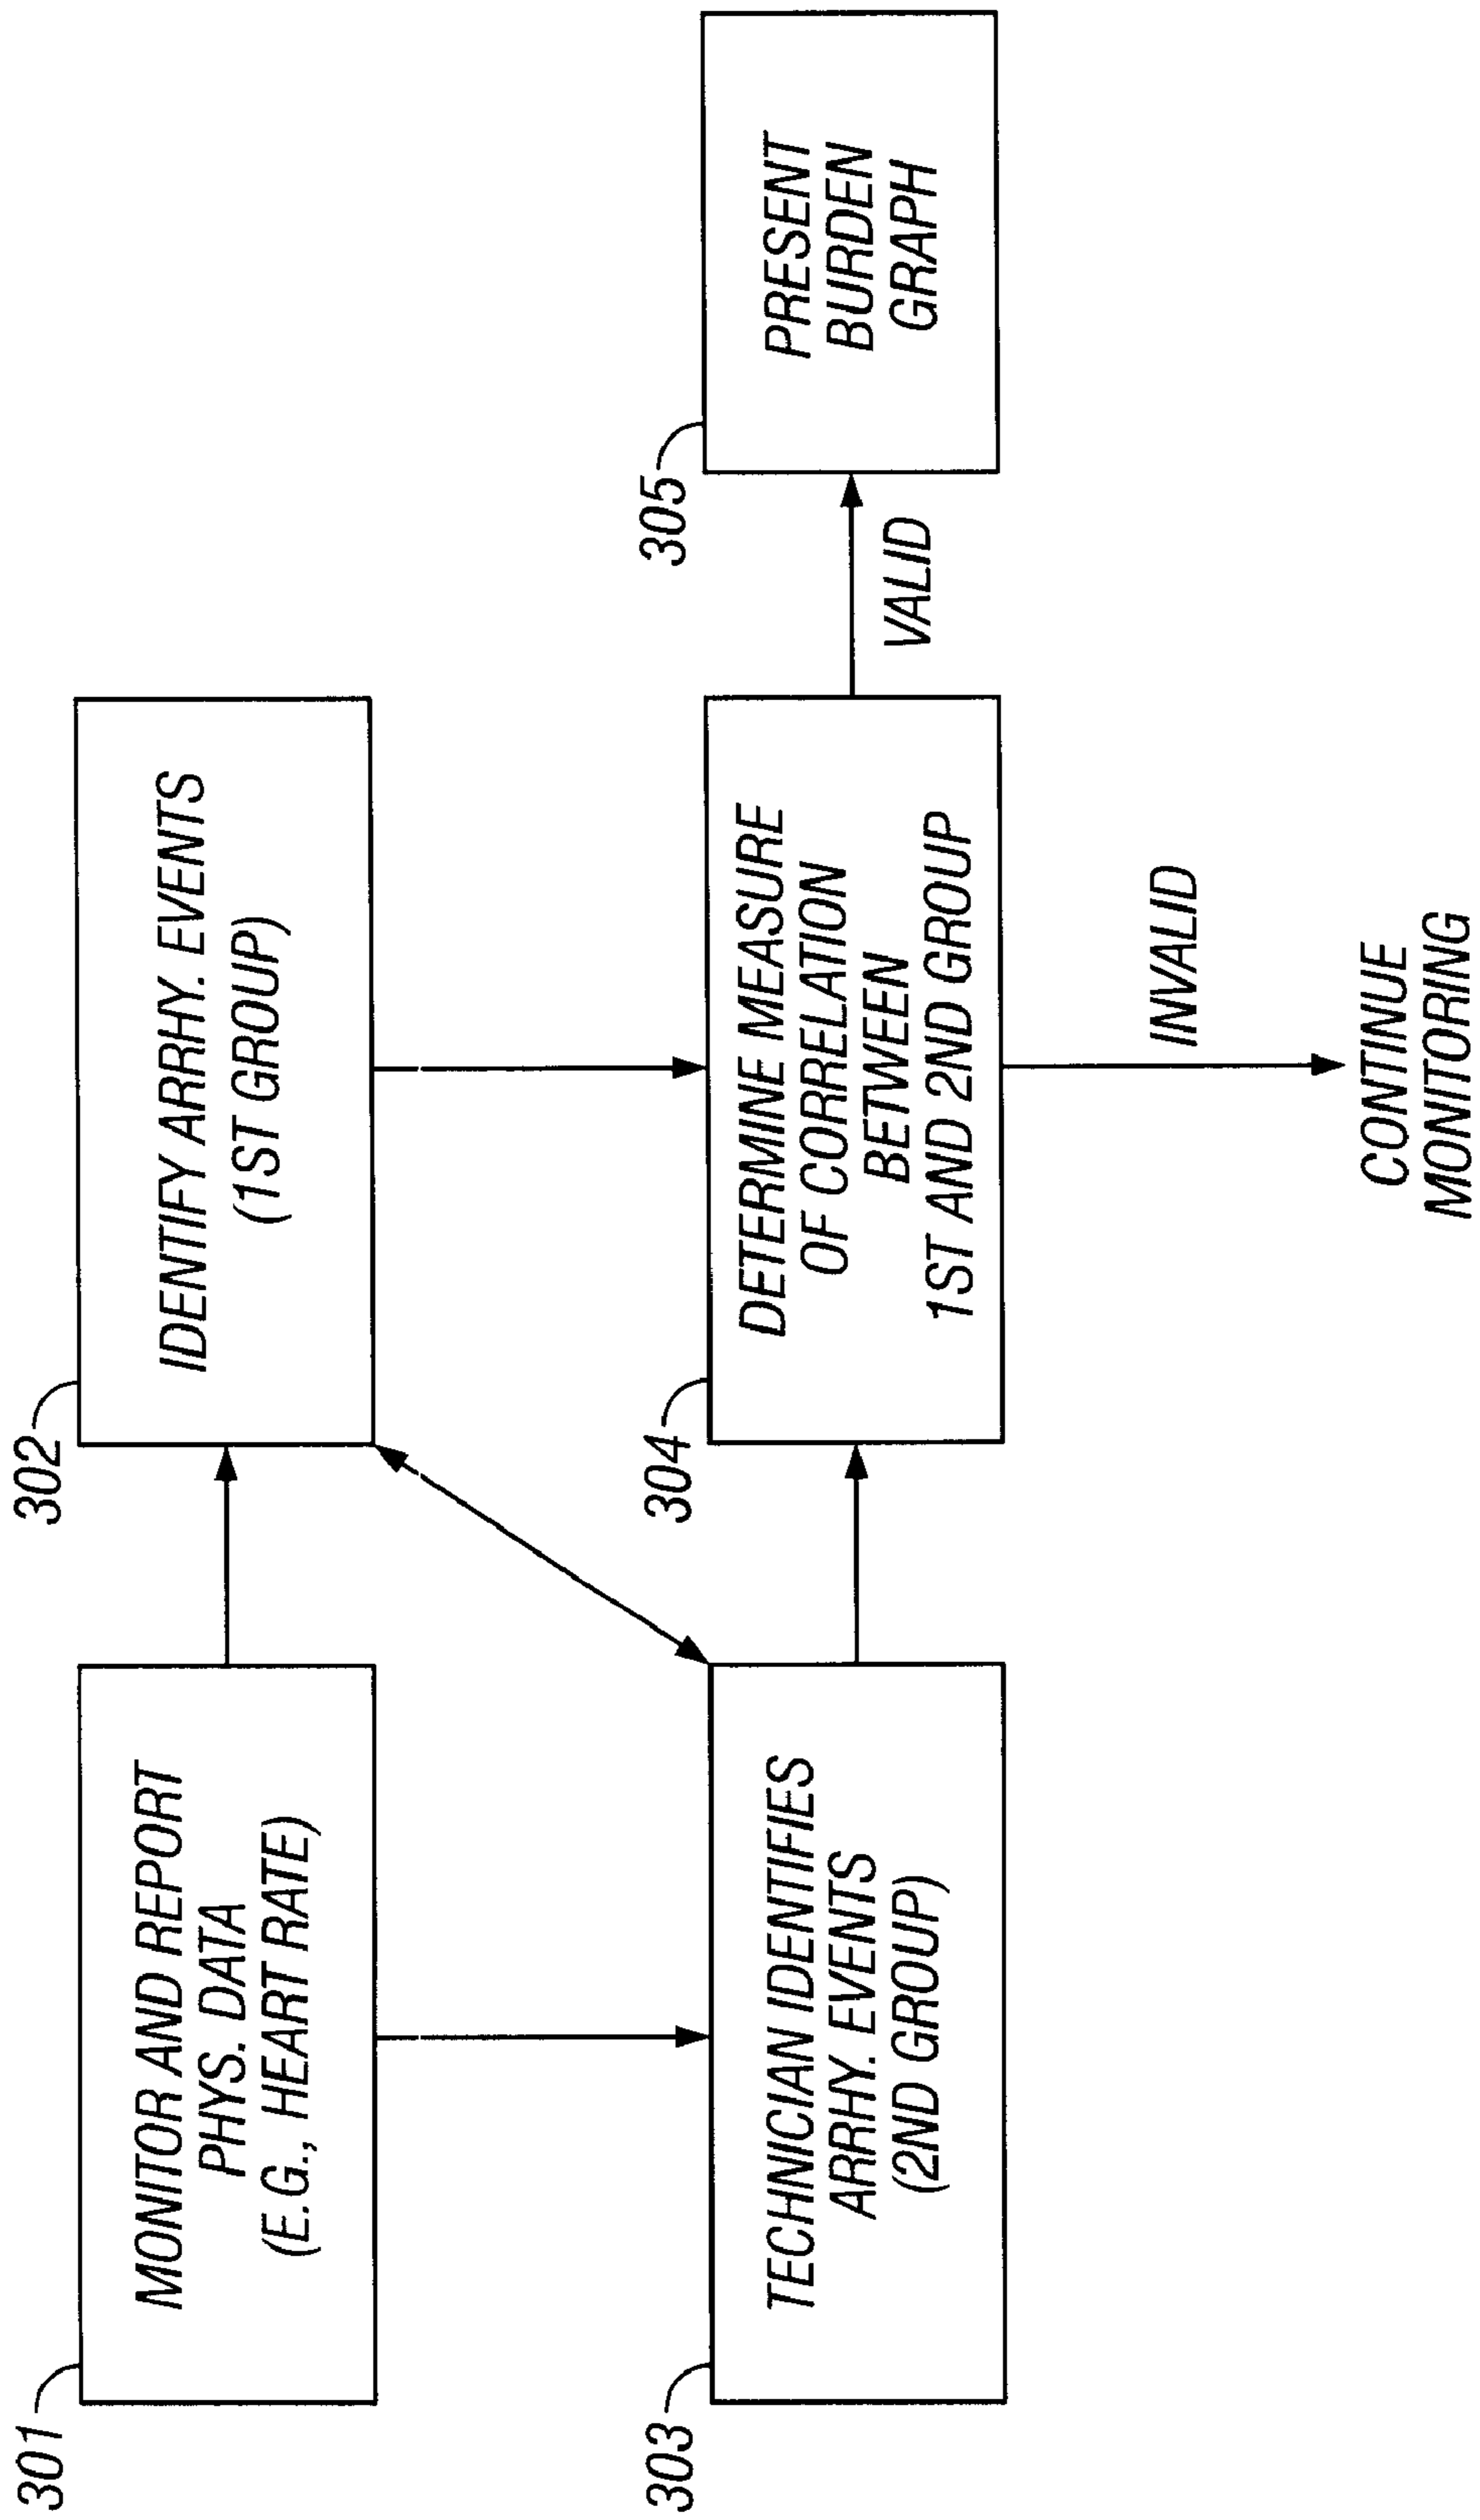 301
MONITOR AND REPORT
PHYS. DATA
(E.G., HEART RATE)
302
IDENTIFY ARRHY. EVENTS
(1ST GROUP)
303
TECHNICIAN IDENTIFIES
ARRHY. EVENTS
(2ND GROUP)
304
DETERMINE MEASURE
OF CORRELATION
BETWEEN
1ST AND 2ND GROUP
VALID
305
PRESENT
BURDEN
GRAPH
INVALID
CONTINUE
MONITORING